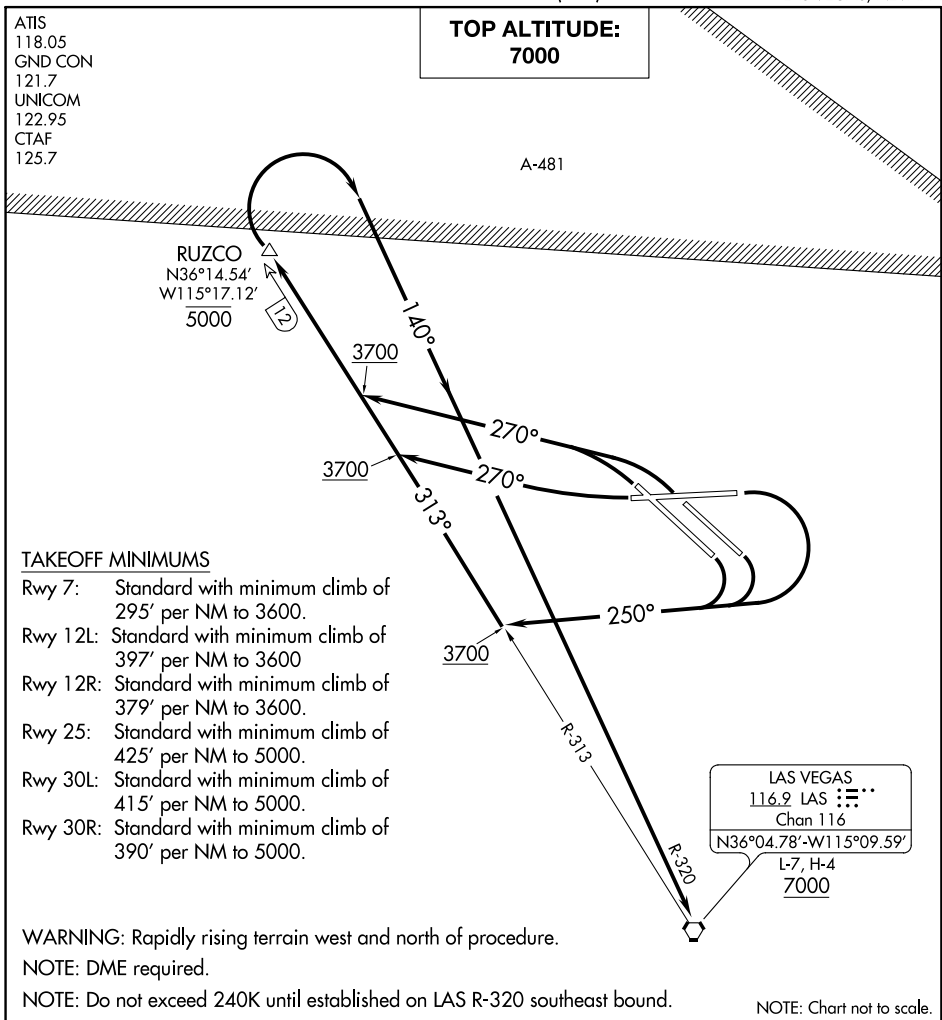 ATIS
118.05
GND CON
121.7
UNICOM
122.95
CTAF
125.7
TOP ALTITUDE:
7000
A-481
RUZCO
N36°14.54'
W115°17.12'
5000
12
140°
3700
270°
3700
270°
313°
250°
3700
R-313
R-320
TAKEOFF MINIMUMS
Rwy 7: Standard with minimum climb of
295' per NM to 3600.
Rwy 12L: Standard with minimum climb of
397' per NM to 3600
Rwy 12R: Standard with minimum climb of
379' per NM to 3600.
Rwy 25: Standard with minimum climb of
425' per NM to 5000.
Rwy 30L: Standard with minimum climb of
415' per NM to 5000.
Rwy 30R: Standard with minimum climb of
390' per NM to 5000.
LAS VEGAS
116.9 LAS
Chan 116
N36°04.78'-W115°09.59'
L-7, H-4
7000
WARNING: Rapidly rising terrain west and north of procedure.
NOTE: DME required.
NOTE: Do not exceed 240K until established on LAS R-320 southeast bound.
NOTE: Chart not to scale.